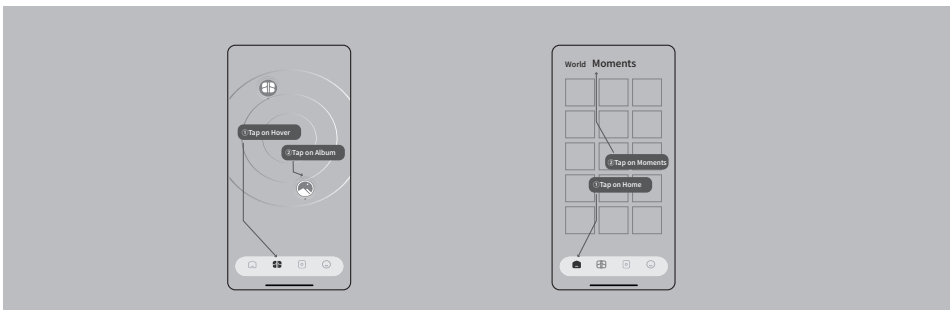 ①Tap on Hover
②Tap on Album
World Moments
②Tap on Moments
①Tap on Home